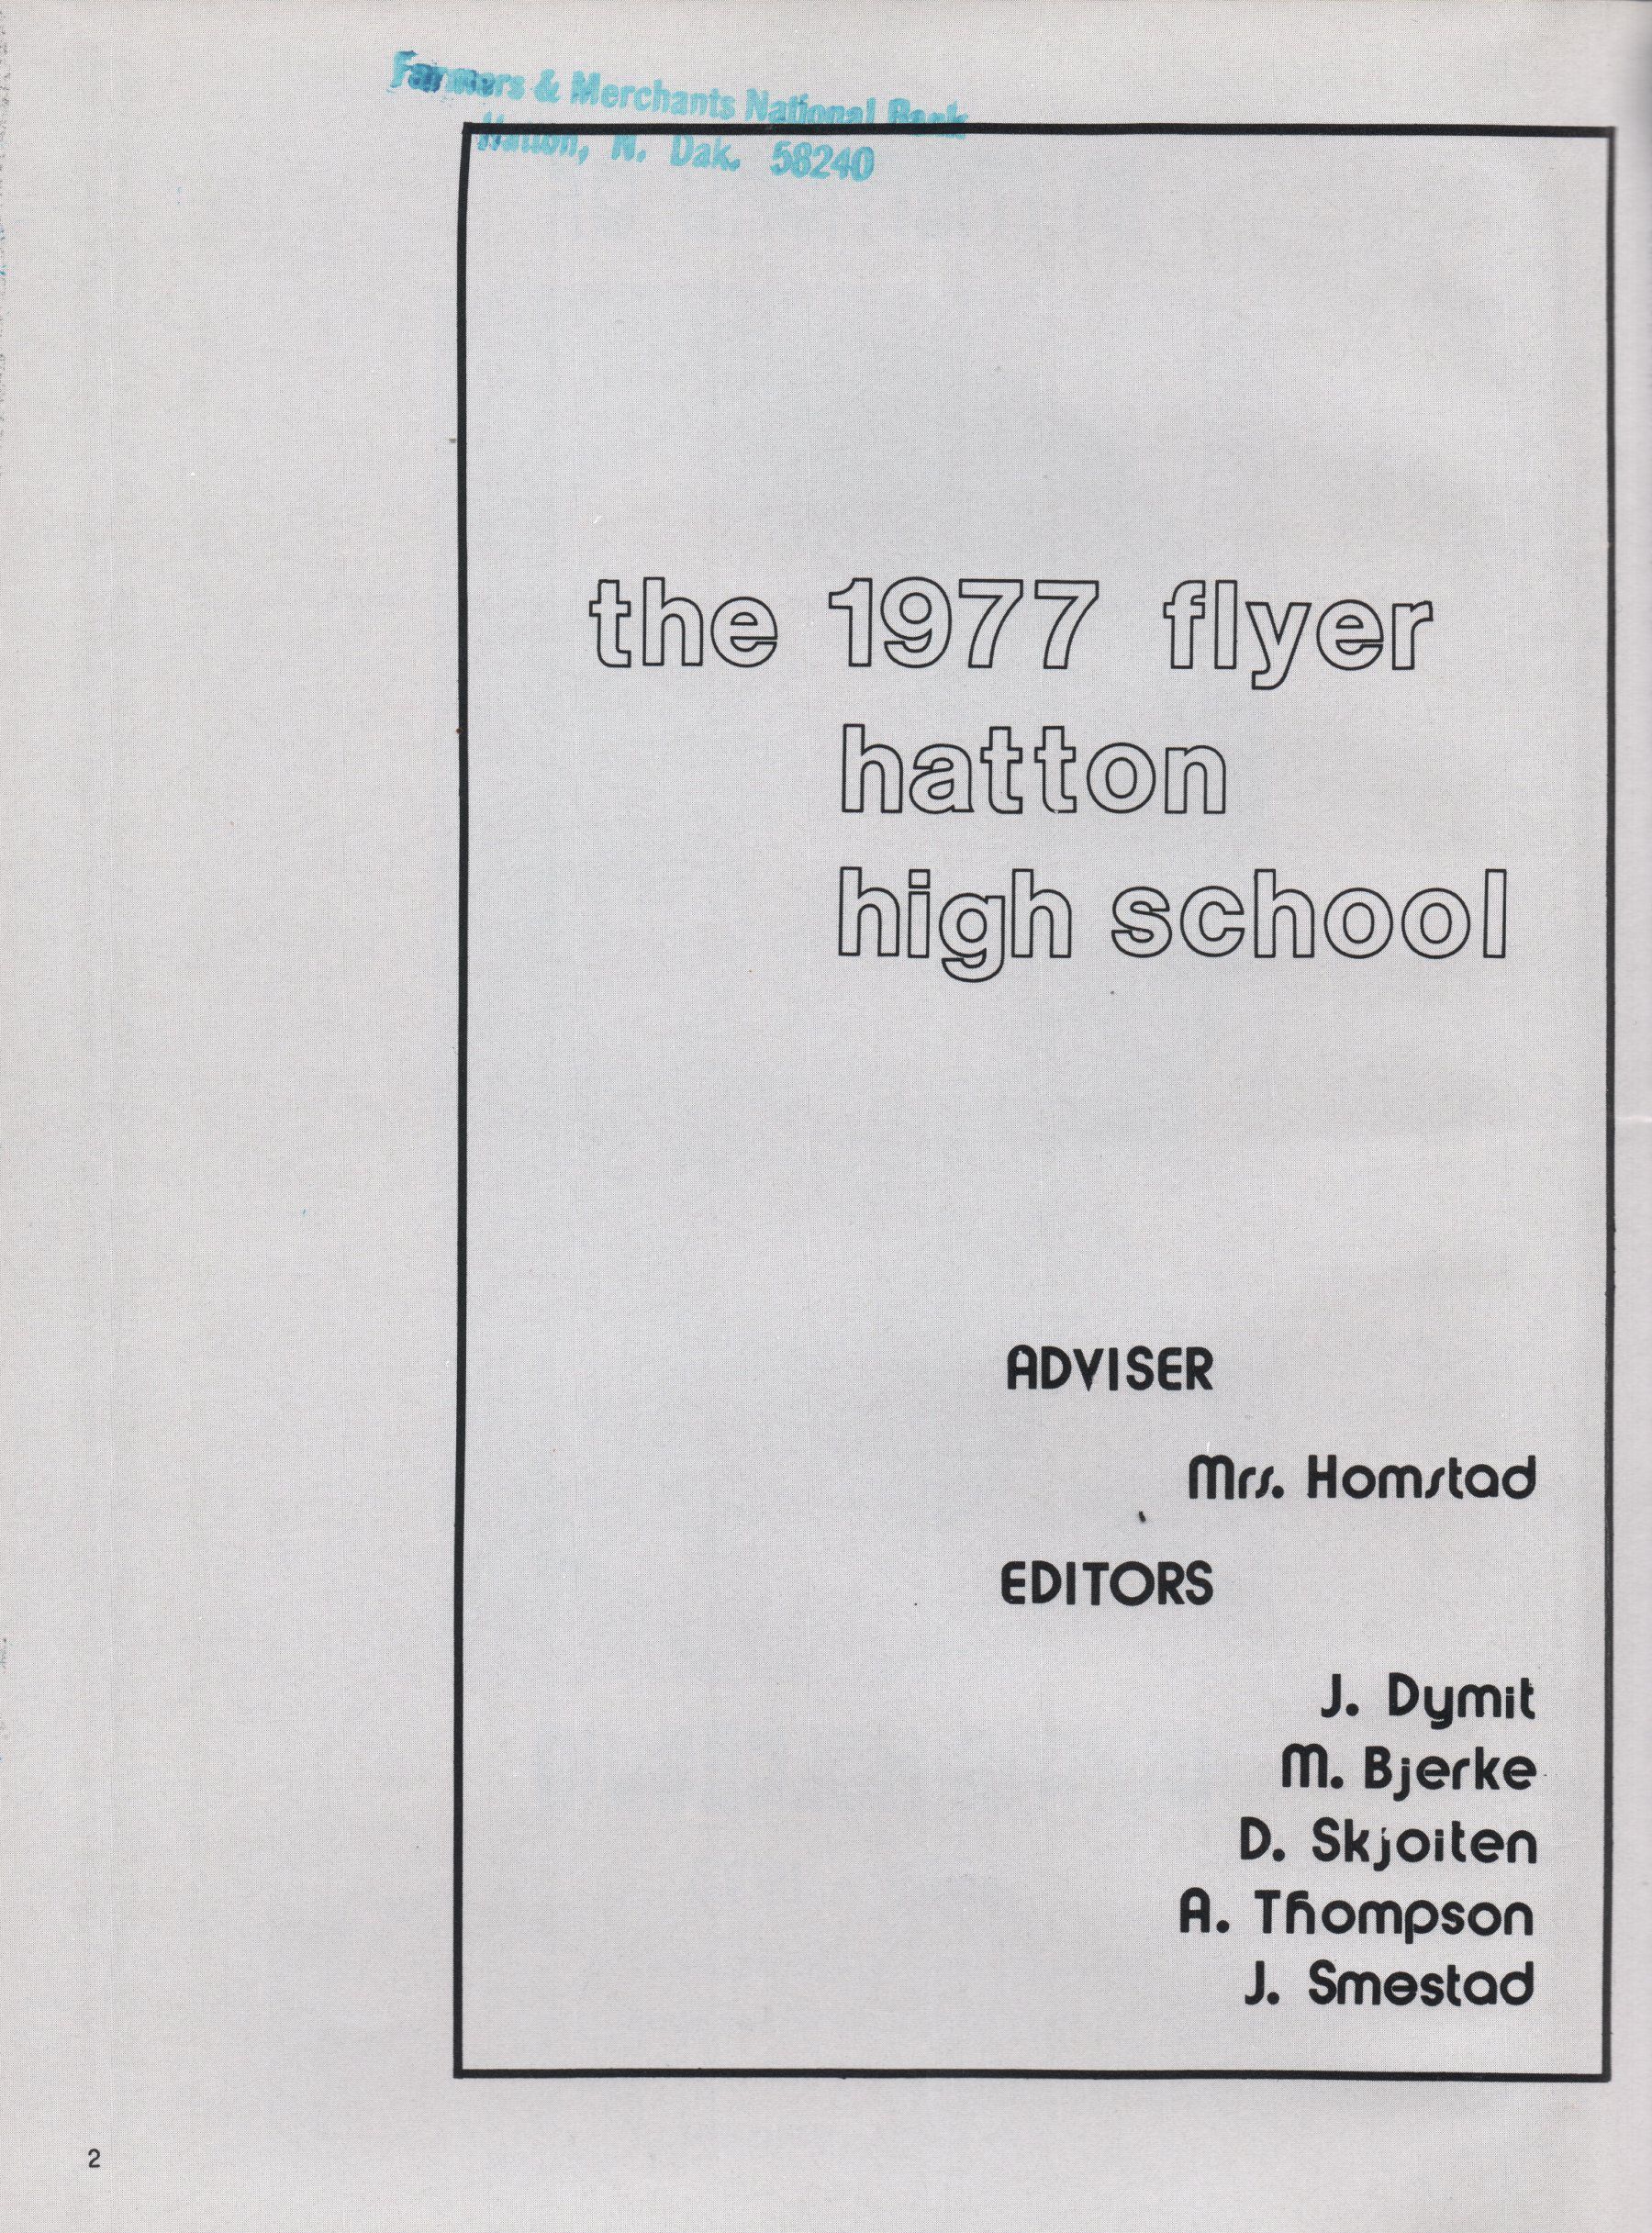 Farmers & Merchants National Bank
Hatton, N. Dak. 58240
the 1977 flyer
hatton
high school
ADVISER
Mrs. Homstad
EDITORS
J. Dymit
M. Bjerke
D. Skjoiten
A. Thompson
J. Smestad
2